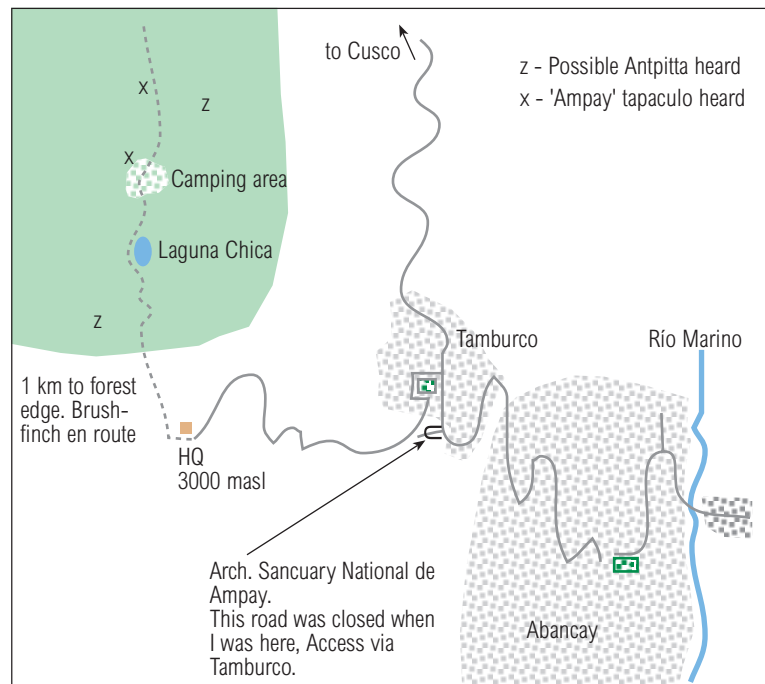 to Cusco
z - Possible Antpitta heard
x - 'Ampay' tapaculo heard
x
z
x
Camping area
Laguna Chica
z
Tamburco
Río Marino
1 km to forest
edge. Brush-
finch en route
HQ
3000 masl
Arch. Sancuary National de
Ampay.
This road was closed when
I was here, Access via
Tamburco.
Abancay